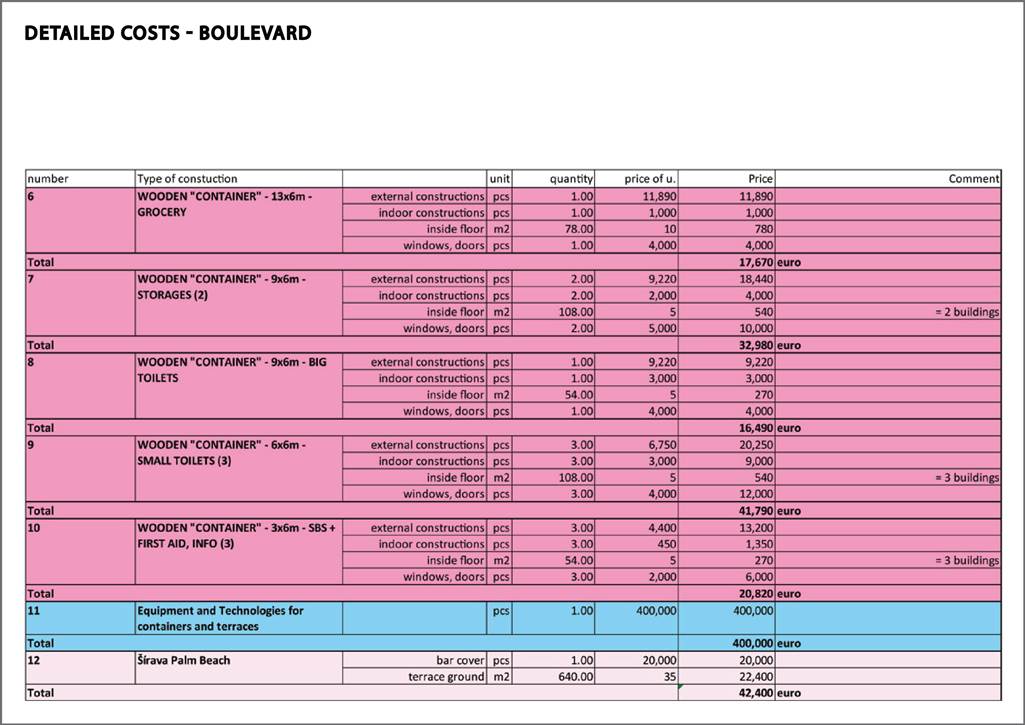 DETAILED COSTS - BOULEVARD
number Type of constuction unit quantity price of u. Price Comment
6 WOODEN "CONTAINER" - 13x6m - external constructions pcs 1.00 11,890 11,890
GROCERY indoor constructions pcs 1.00 1,000 1,000
inside floor m2 78.00 10 780
windows, doors pcs 1.00 4,000 4,000
Total 17,670 euro
7 WOODEN "CONTAINER" - 9x6m - external constructions pcs 2.00 9,220 18,440
STORAGES (2) indoor constructions pcs 2.00 2,000 4,000
inside floor m2 108.00 5 540 = 2 buildings
windows, doors pcs 2.00 5,000 10,000
Total 32,980 euro
8 WOODEN "CONTAINER" - 9x6m - BIG external constructions pcs 1.00 9,220 9,220
TOILETS indoor constructions pcs 1.00 3,000 3,000
inside floor m2 54.00 5 270
windows, doors pcs 1.00 4,000 4,000
Total 16,490 euro
9 WOODEN "CONTAINER" - 6x6m - external constructions pcs 3.00 6,750 20,250
SMALL TOILETS (3) indoor constructions pcs 3.00 3,000 9,000
inside floor m2 108.00 5 540 = 3 buildings
windows, doors pcs 3.00 4,000 12,000
Total 41,790 euro
10 WOODEN "CONTAINER" - 3x6m - SBS + external constructions pcs 3.00 4,400 13,200
FIRST AID, INFO (3) indoor constructions pcs 3.00 450 1,350
inside floor m2 54.00 5 270 = 3 buildings
windows, doors pcs 3.00 2,000 6,000
Total 20,820 euro
11 Equipment and Technologies for pcs 1.00 400,000 400,000
containers and terraces
Total 400,000 euro
12 Šírava Palm Beach bar cover pcs 1.00 20,000 20,000
terrace ground m2 640.00 35 22,400
Total 42,400 euro